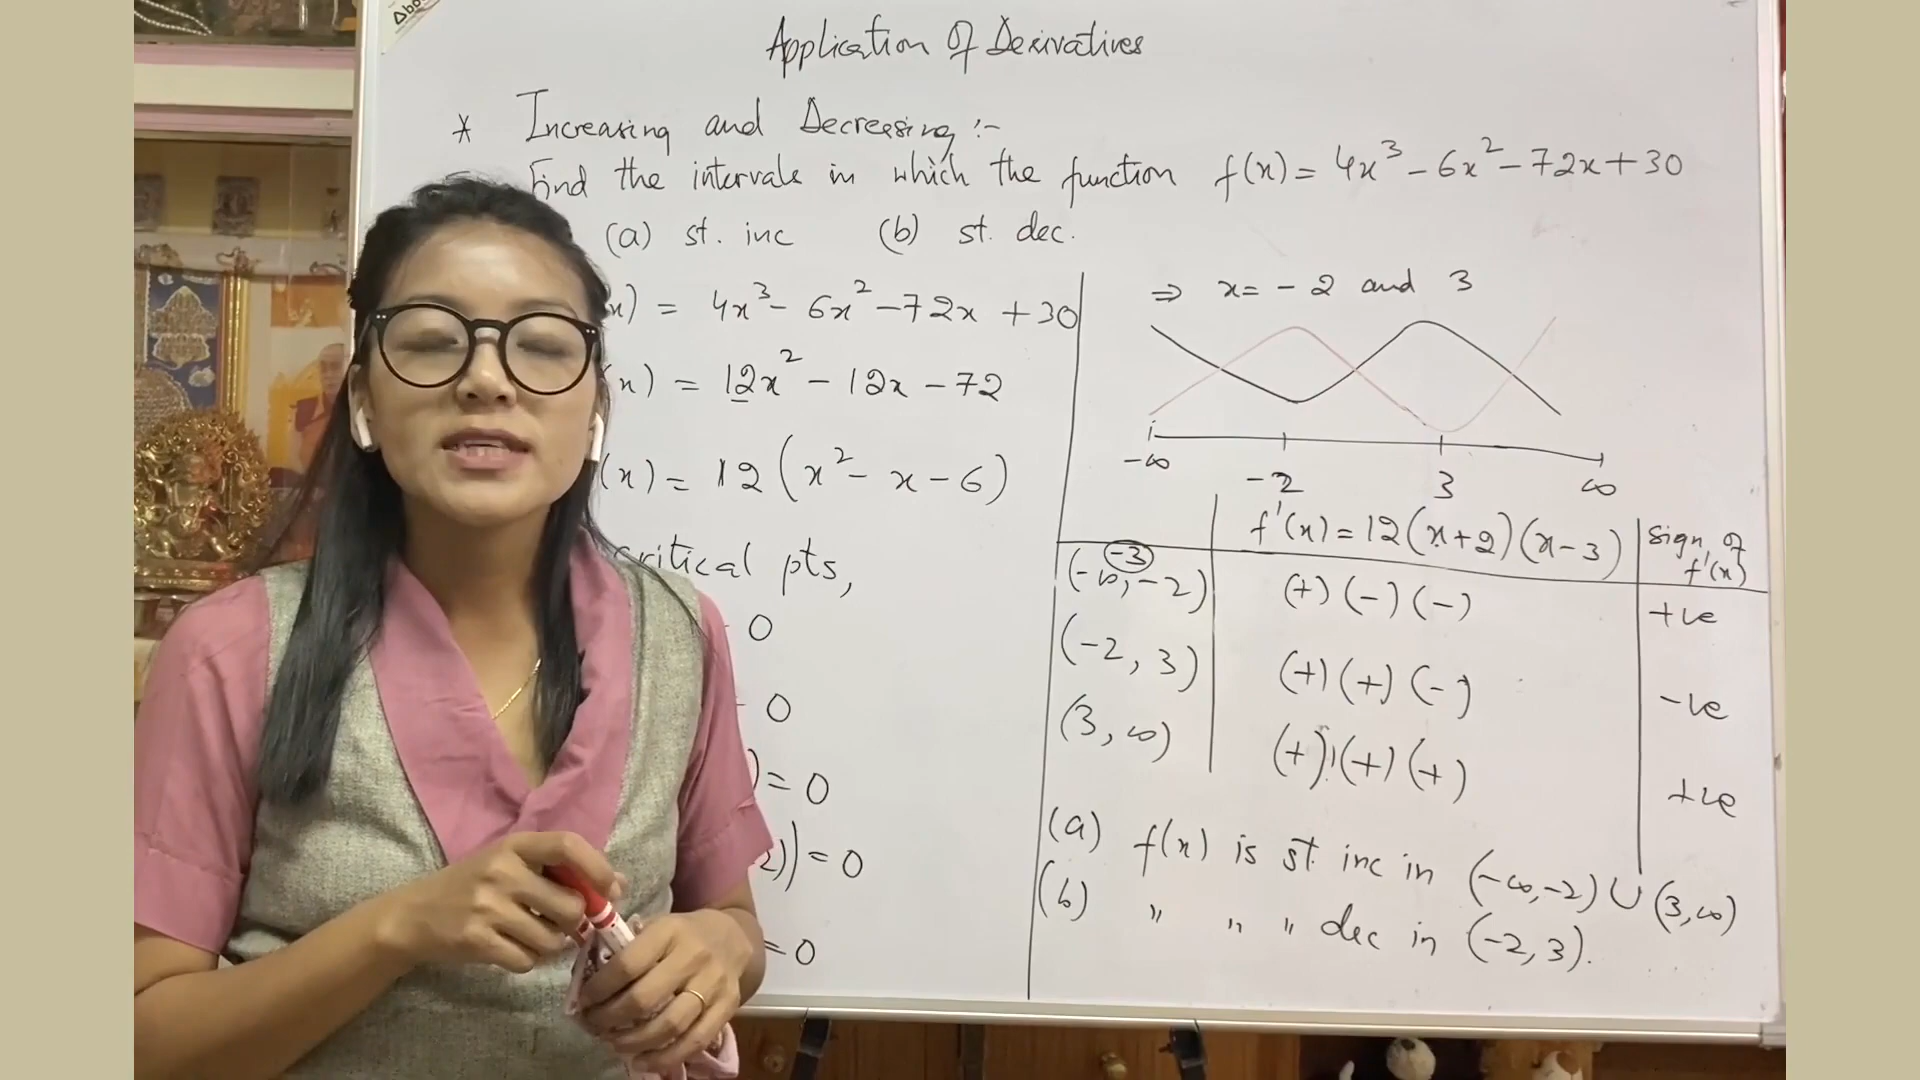 Application Of Derivatives
* Increasing and Decreasing :-
Find the intervals in which the function f(x) = 4x³ - 6x² - 72x + 30
(a) st. inc (b) st. dec.
x) = 4x³ - 6x² - 72x + 30
(x) = 12x² - 12x - 72
(x) = 12(x² - x - 6)
critical pts,
0
0
) = 0
2)) = 0
= 0
⇒ x = -2 and 3
-∞ -2 3 ∞
f'(x) = 12(x+2)(x-3) Sign of f'(x)
-3
(-∞, -2) (+) (-) (-) +ve
(-2, 3) (+) (+) (-) -ve
(3, ∞) (+) (+) (+) +ve
(a) f(x) is st. inc in (-∞, -2) ∪ (3, ∞)
(b) " " " dec in (-2, 3).